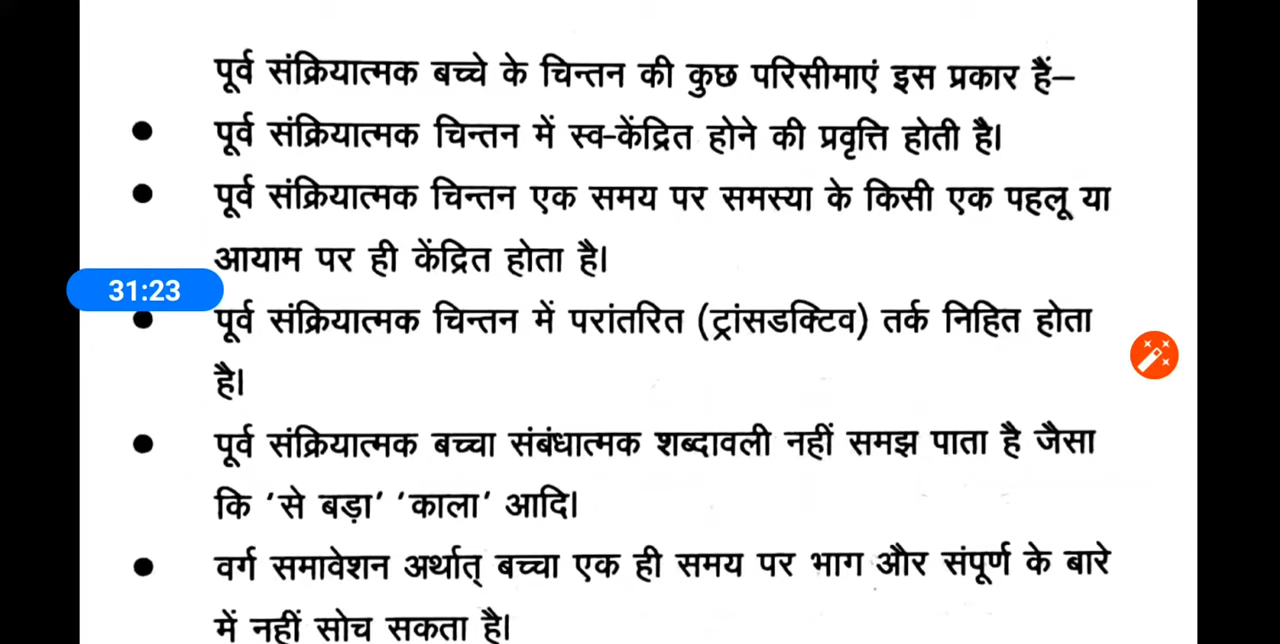 पूर्व संक्रियात्मक बच्चे के चिन्तन की कुछ परिसीमाएं इस प्रकार हैं–
● पूर्व संक्रियात्मक चिन्तन में स्व-केंद्रित होने की प्रवृत्ति होती है।
● पूर्व संक्रियात्मक चिन्तन एक समय पर समस्या के किसी एक पहलू या
आयाम पर ही केंद्रित होता है।
31:23
● पूर्व संक्रियात्मक चिन्तन में परांतरित (ट्रांसडक्टिव) तर्क निहित होता
है।
● पूर्व संक्रियात्मक बच्चा संबंधात्मक शब्दावली नहीं समझ पाता है जैसा
कि ‘से बड़ा’ ‘काला’ आदि।
● वर्ग समावेशन अर्थात् बच्चा एक ही समय पर भाग और संपूर्ण के बारे
में नहीं सोच सकता है।